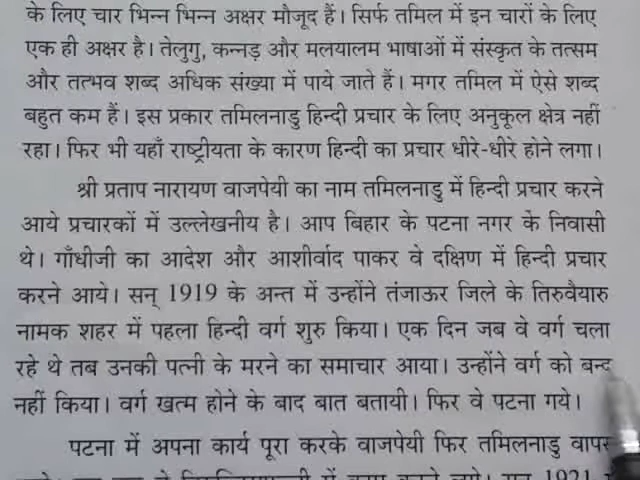 के लिए चार भिन्न भिन्न अक्षर मौजूद हैं। सिर्फ तमिल में इन चारों के लिए
एक ही अक्षर है। तेलुगु, कन्नड़ और मलयालम भाषाओं में संस्कृत के तत्सम
और तत्भव शब्द अधिक संख्या में पाये जाते हैं। मगर तमिल में ऐसे शब्द
बहुत कम हैं। इस प्रकार तमिलनाडु हिन्दी प्रचार के लिए अनुकूल क्षेत्र नहीं
रहा। फिर भी यहाँ राष्ट्रीयता के कारण हिन्दी का प्रचार धीरे-धीरे होने लगा।
श्री प्रताप नारायण वाजपेयी का नाम तमिलनाडु में हिन्दी प्रचार करने
आये प्रचारकों में उल्लेखनीय है। आप बिहार के पटना नगर के निवासी
थे। गाँधीजी का आदेश और आशीर्वाद पाकर वे दक्षिण में हिन्दी प्रचार
करने आये। सन् 1919 के अन्त में उन्होंने तंजाऊर जिले के तिरुवैयारु
नामक शहर में पहला हिन्दी वर्ग शुरु किया। एक दिन जब वे वर्ग चला
रहे थे तब उनकी पत्नी के मरने का समाचार आया। उन्होंने वर्ग को बन्द
नहीं किया। वर्ग खत्म होने के बाद बात बतायी। फिर वे पटना गये।
पटना में अपना कार्य पूरा करके वाजपेयी फिर तमिलनाडु वापस
में 1921